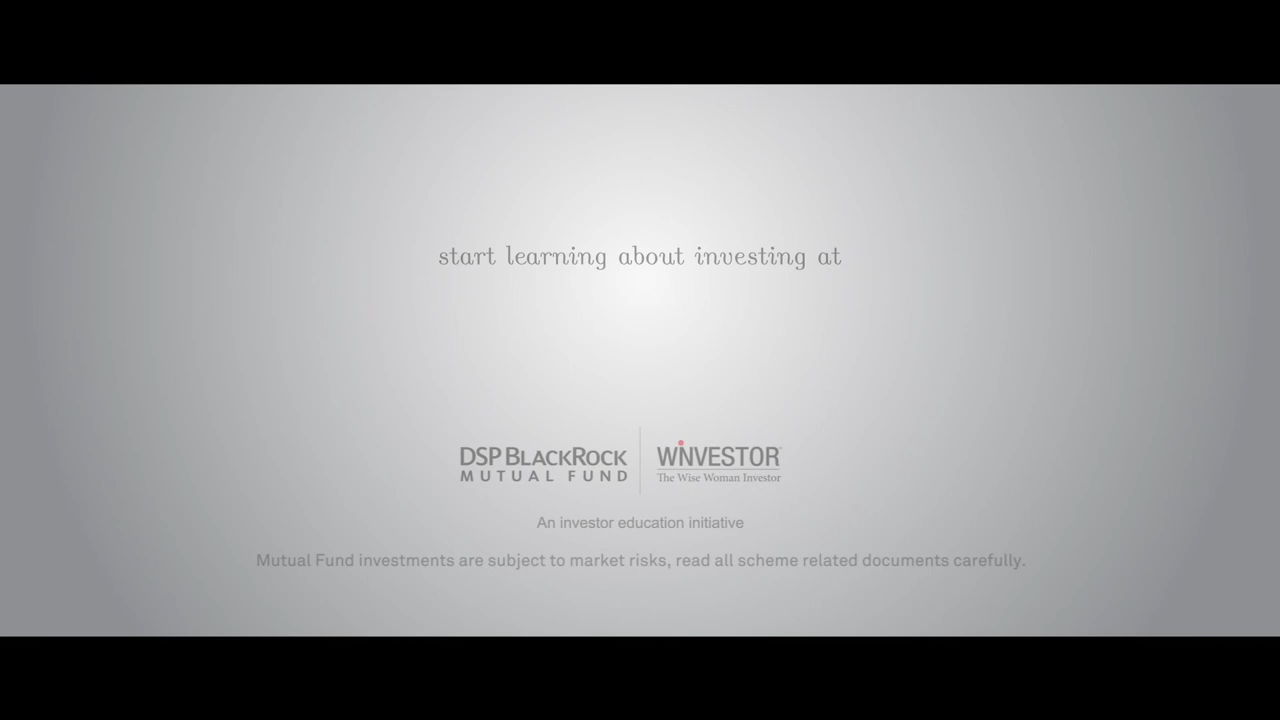 start learning about investing at
DSP BLACKROCK
MUTUAL FUND
WINVESTOR
The Wise Woman Investor
An investor education initiative
Mutual Fund investments are subject to market risks, read all scheme related documents carefully.